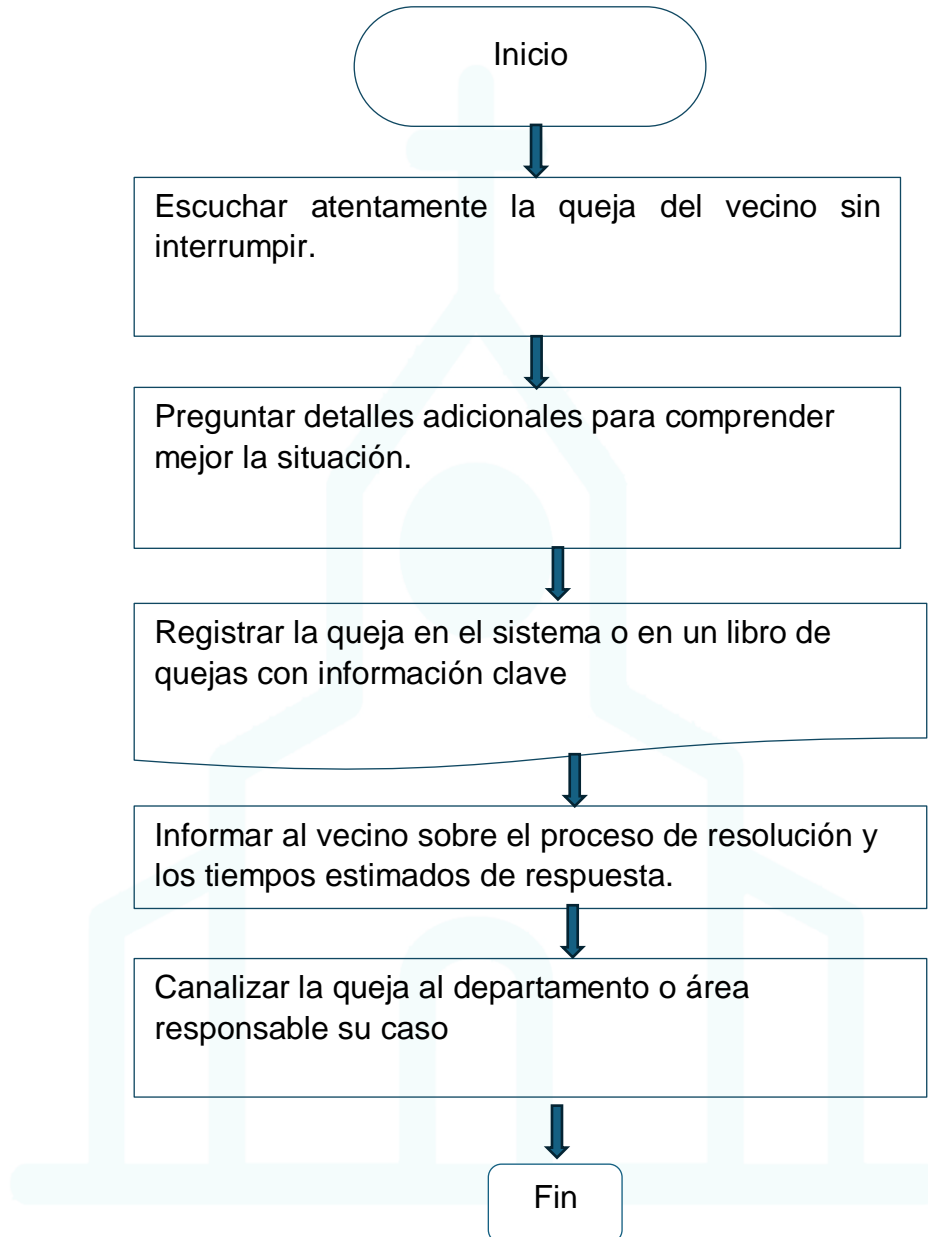 Inicio
Escuchar atentamente la queja del vecino sin
interrumpir.
Preguntar detalles adicionales para comprender
mejor la situación.
Registrar la queja en el sistema o en un libro de
quejas con información clave
Informar al vecino sobre el proceso de resolución y
los tiempos estimados de respuesta.
Canalizar la queja al departamento o área
responsable su caso
Fin